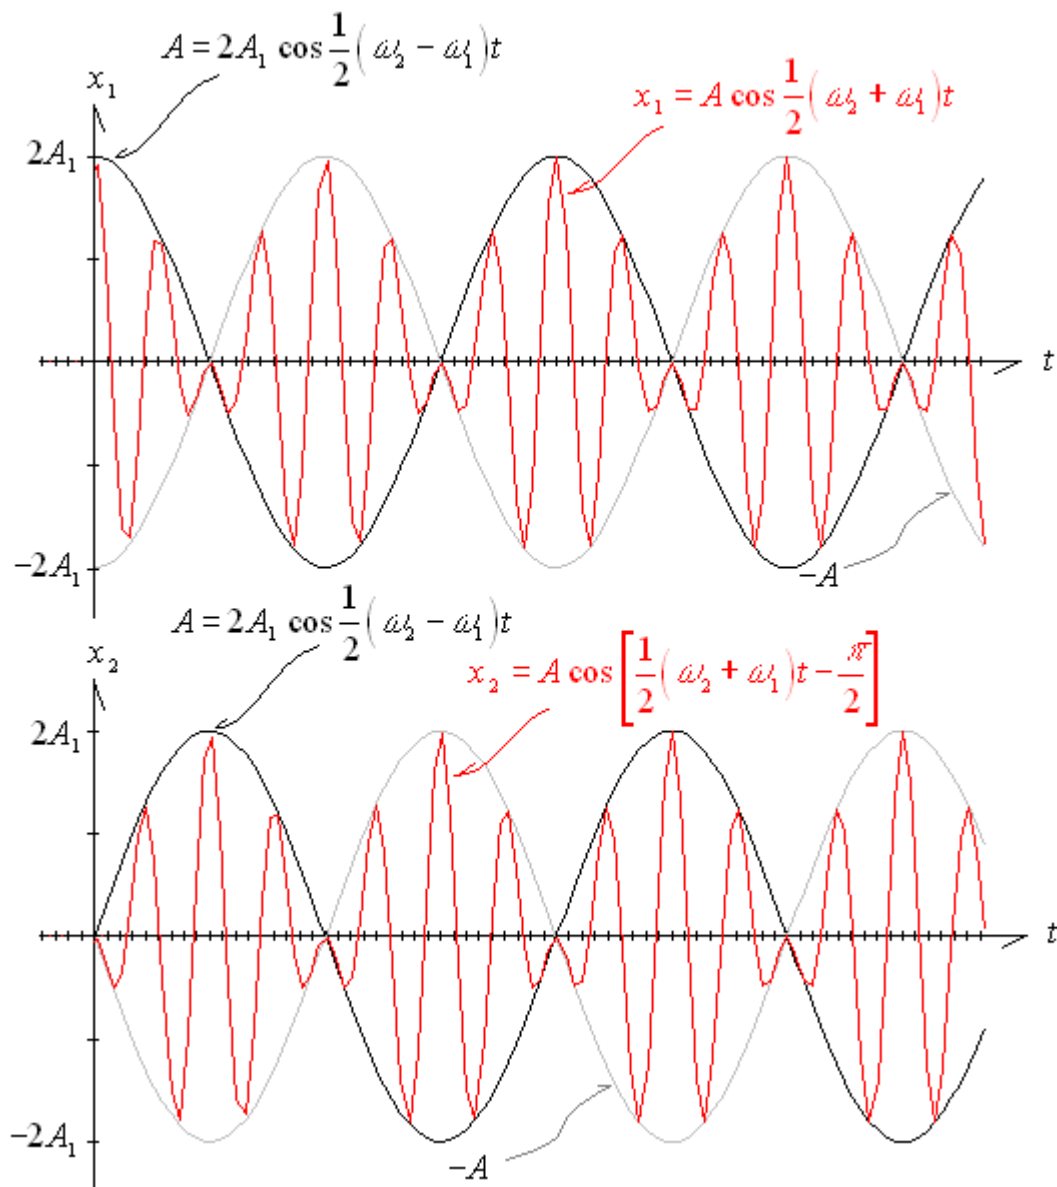 A = 2A₁ cos 1/2 (ω₂ − ω₁)t
x₁
x₁ = A cos 1/2 (ω₂ + ω₁)t
2A₁
t
−2A₁
−A
A = 2A₁ cos 1/2 (ω₂ − ω₁)t
x₂
x₂ = A cos [1/2 (ω₂ + ω₁)t − π/2]
2A₁
t
−2A₁
−A